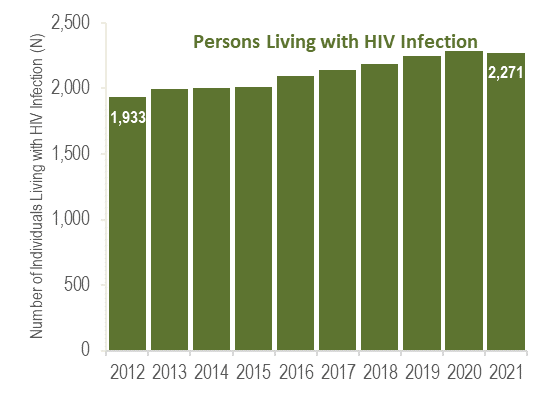 Persons Living with HIV Infection
Number of Individuals Living with HIV Infection (N)
2,500
2,000
1,500
1,000
500
0
1,933
2,271
2012 2013 2014 2015 2016 2017 2018 2019 2020 2021